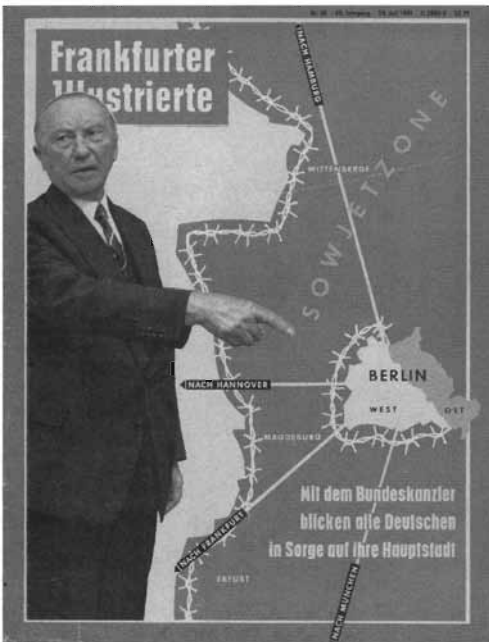 Frankfurter
Illustrierte
NACH HAMBURG
WITTENBERGE
SOWJETZONE
BERLIN
WEST
OST
NACH HANNOVER
MAGDEBURG
NACH FRANKFURT
ERFURT
NACH MÜNCHEN
Mit dem Bundeskanzler
blicken alle Deutschen
in Sorge auf ihre Hauptstadt